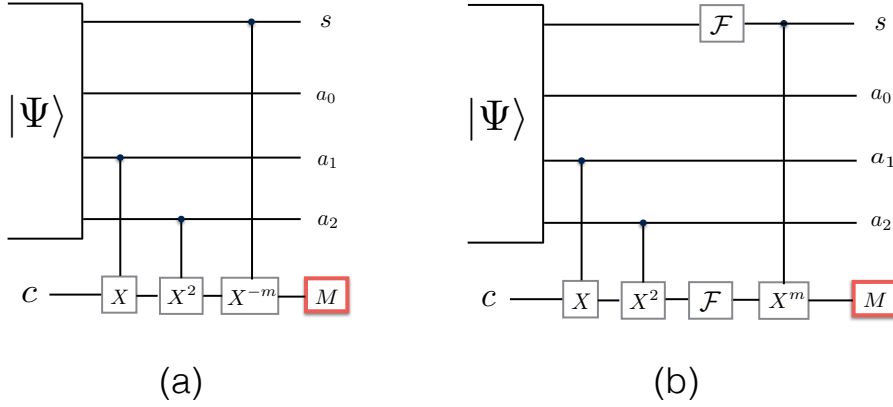 |Ψ⟩
s
a₀
a₁
a₂
c
X
X²
X⁻ᵐ
M
(a)
|Ψ⟩
ℱ
s
a₀
a₁
a₂
c
X
X²
ℱ
Xᵐ
M
(b)